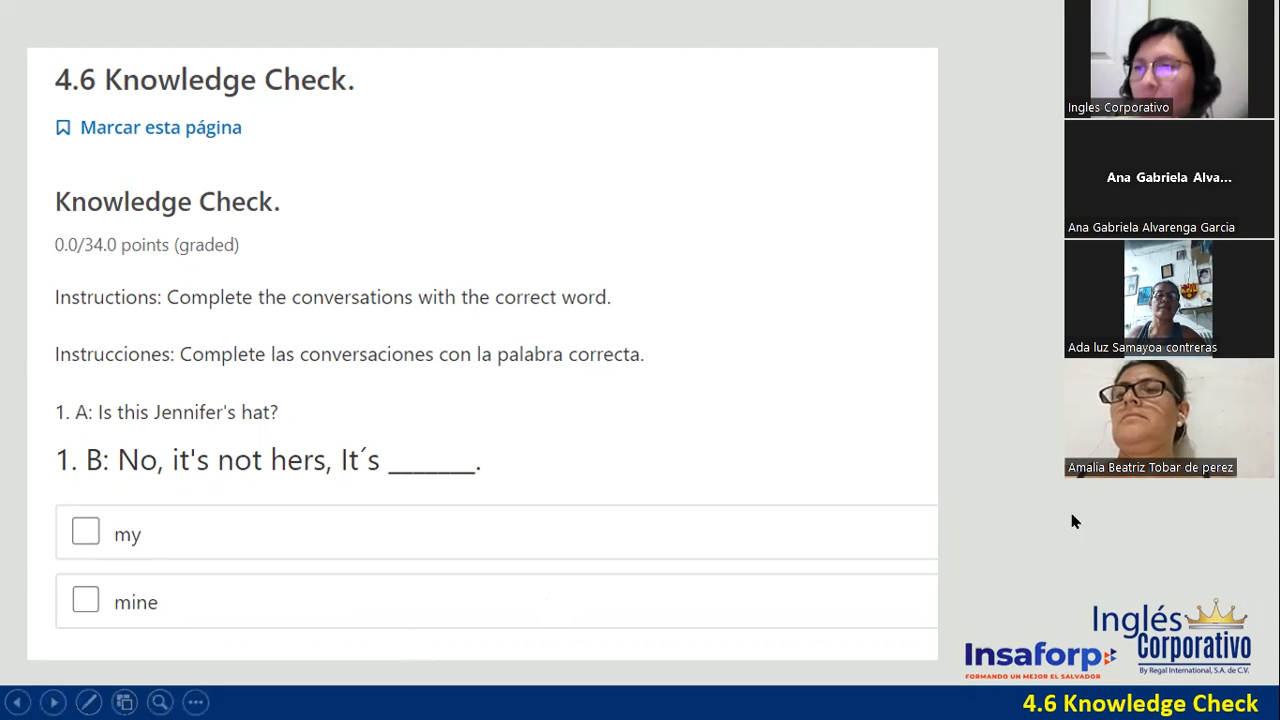 4.6 Knowledge Check.
Marcar esta página
Knowledge Check.
0.0/34.0 points (graded)
Instructions: Complete the conversations with the correct word.
Instrucciones: Complete las conversaciones con la palabra correcta.
1. A: Is this Jennifer's hat?
1. B: No, it's not hers, It´s _______.
my
mine
Ingles Corporativo
Ana Gabriela Alva...
Ana Gabriela Alvarenga Garcia
Ada luz Samayoa contreras
Amalia Beatriz Tobar de perez
Inglés
Corporativo
By Regal International, S.A. de C.V.
Insaforp
FORMANDO UN MEJOR EL SALVADOR
4.6 Knowledge Check